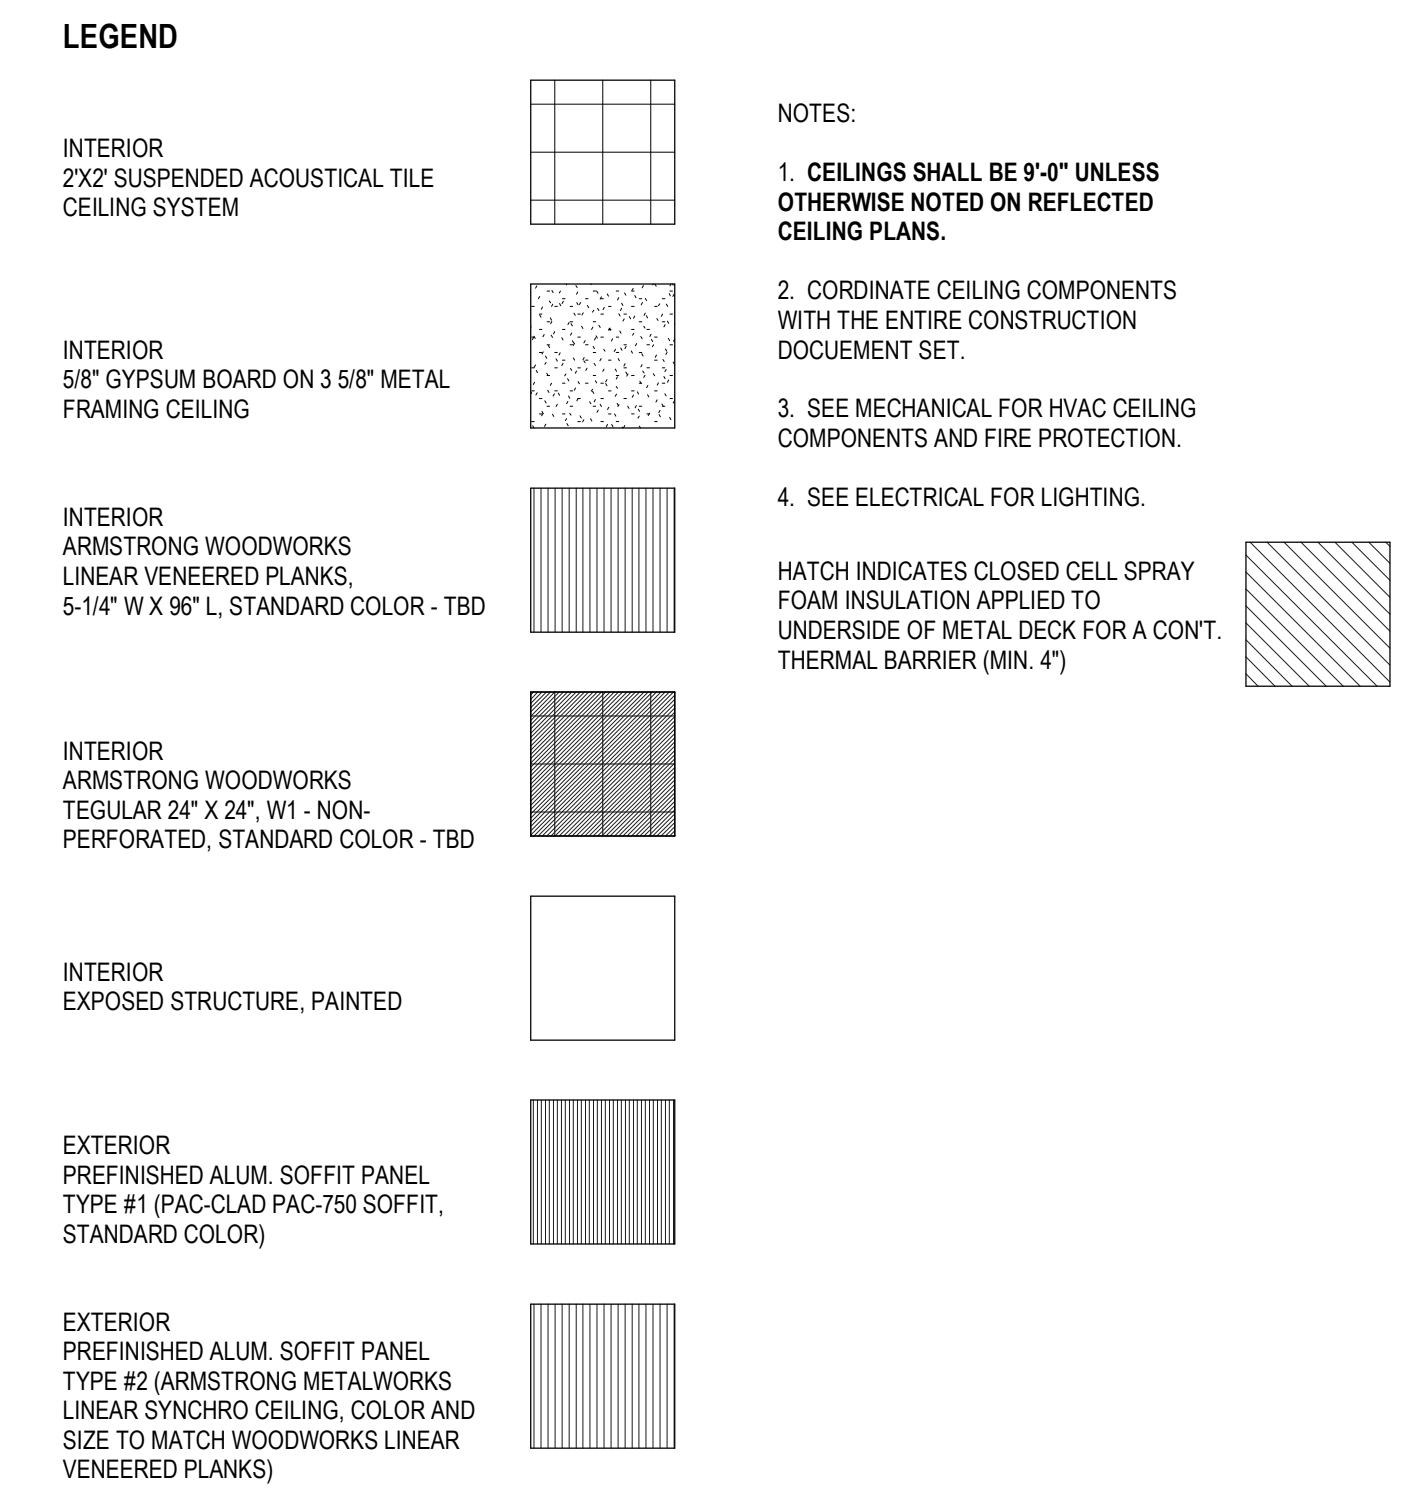 LEGEND
INTERIOR
2'X2' SUSPENDED ACOUSTICAL TILE
CEILING SYSTEM
INTERIOR
5/8" GYPSUM BOARD ON 3 5/8" METAL
FRAMING CEILING
INTERIOR
ARMSTRONG WOODWORKS
LINEAR VENEERED PLANKS,
5-1/4" W X 96" L, STANDARD COLOR - TBD
INTERIOR
ARMSTRONG WOODWORKS
TEGULAR 24" X 24", W1 - NON-
PERFORATED, STANDARD COLOR - TBD
INTERIOR
EXPOSED STRUCTURE, PAINTED
EXTERIOR
PREFINISHED ALUM. SOFFIT PANEL
TYPE #1 (PAC-CLAD PAC-750 SOFFIT,
STANDARD COLOR)
EXTERIOR
PREFINISHED ALUM. SOFFIT PANEL
TYPE #2 (ARMSTRONG METALWORKS
LINEAR SYNCHRO CEILING, COLOR AND
SIZE TO MATCH WOODWORKS LINEAR
VENEERED PLANKS)
NOTES:
1. CEILINGS SHALL BE 9'-0" UNLESS
OTHERWISE NOTED ON REFLECTED
CEILING PLANS.
2. CORDINATE CEILING COMPONENTS
WITH THE ENTIRE CONSTRUCTION
DOCUEMENT SET.
3. SEE MECHANICAL FOR HVAC CEILING
COMPONENTS AND FIRE PROTECTION.
4. SEE ELECTRICAL FOR LIGHTING.
HATCH INDICATES CLOSED CELL SPRAY
FOAM INSULATION APPLIED TO
UNDERSIDE OF METAL DECK FOR A CON'T.
THERMAL BARRIER (MIN. 4")